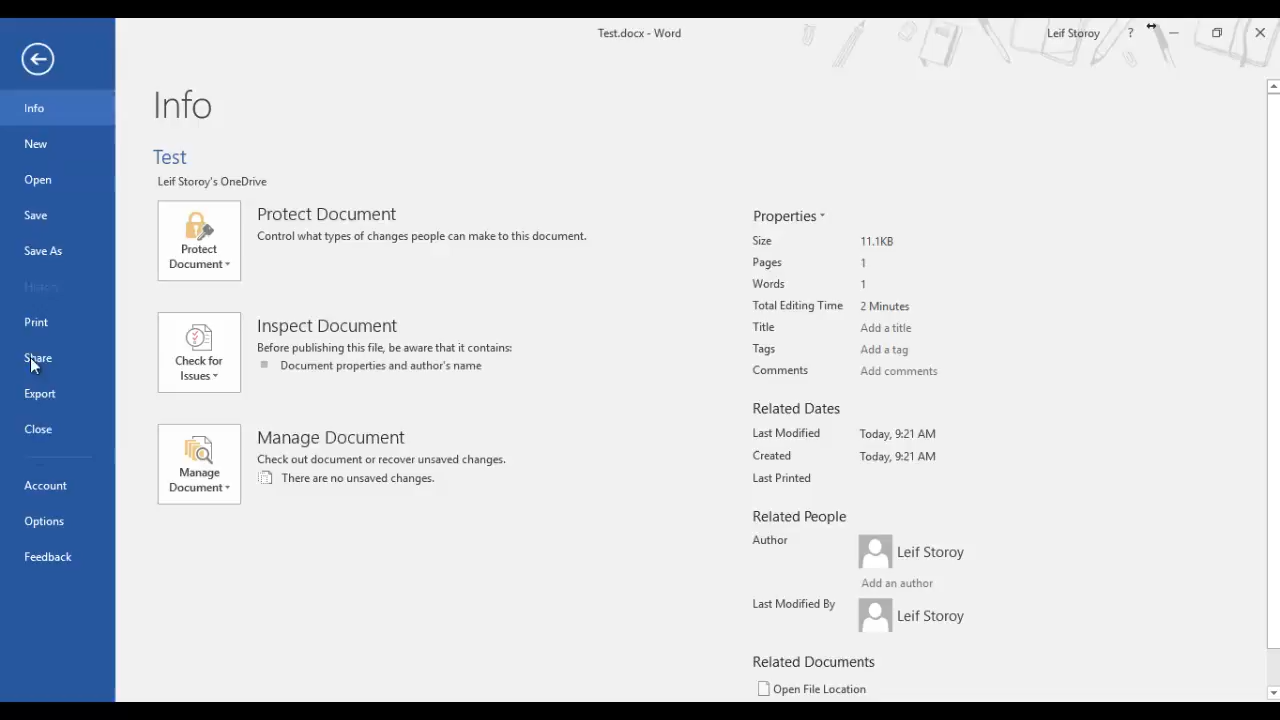 Test.docx - Word
Leif Storoy
?
Info
New
Open
Save
Save As
History
Print
Share
Export
Close
Account
Options
Feedback
Info
Test
Leif Storoy's OneDrive
Protect Document
Protect Document
Control what types of changes people can make to this document.
Check for Issues
Inspect Document
Before publishing this file, be aware that it contains:
Document properties and author's name
Manage Document
Manage Document
Check out document or recover unsaved changes.
There are no unsaved changes.
Properties
Size 11.1KB
Pages 1
Words 1
Total Editing Time 2 Minutes
Title Add a title
Tags Add a tag
Comments Add comments
Related Dates
Last Modified Today, 9:21 AM
Created Today, 9:21 AM
Last Printed
Related People
Author Leif Storoy
Add an author
Last Modified By Leif Storoy
Related Documents
Open File Location